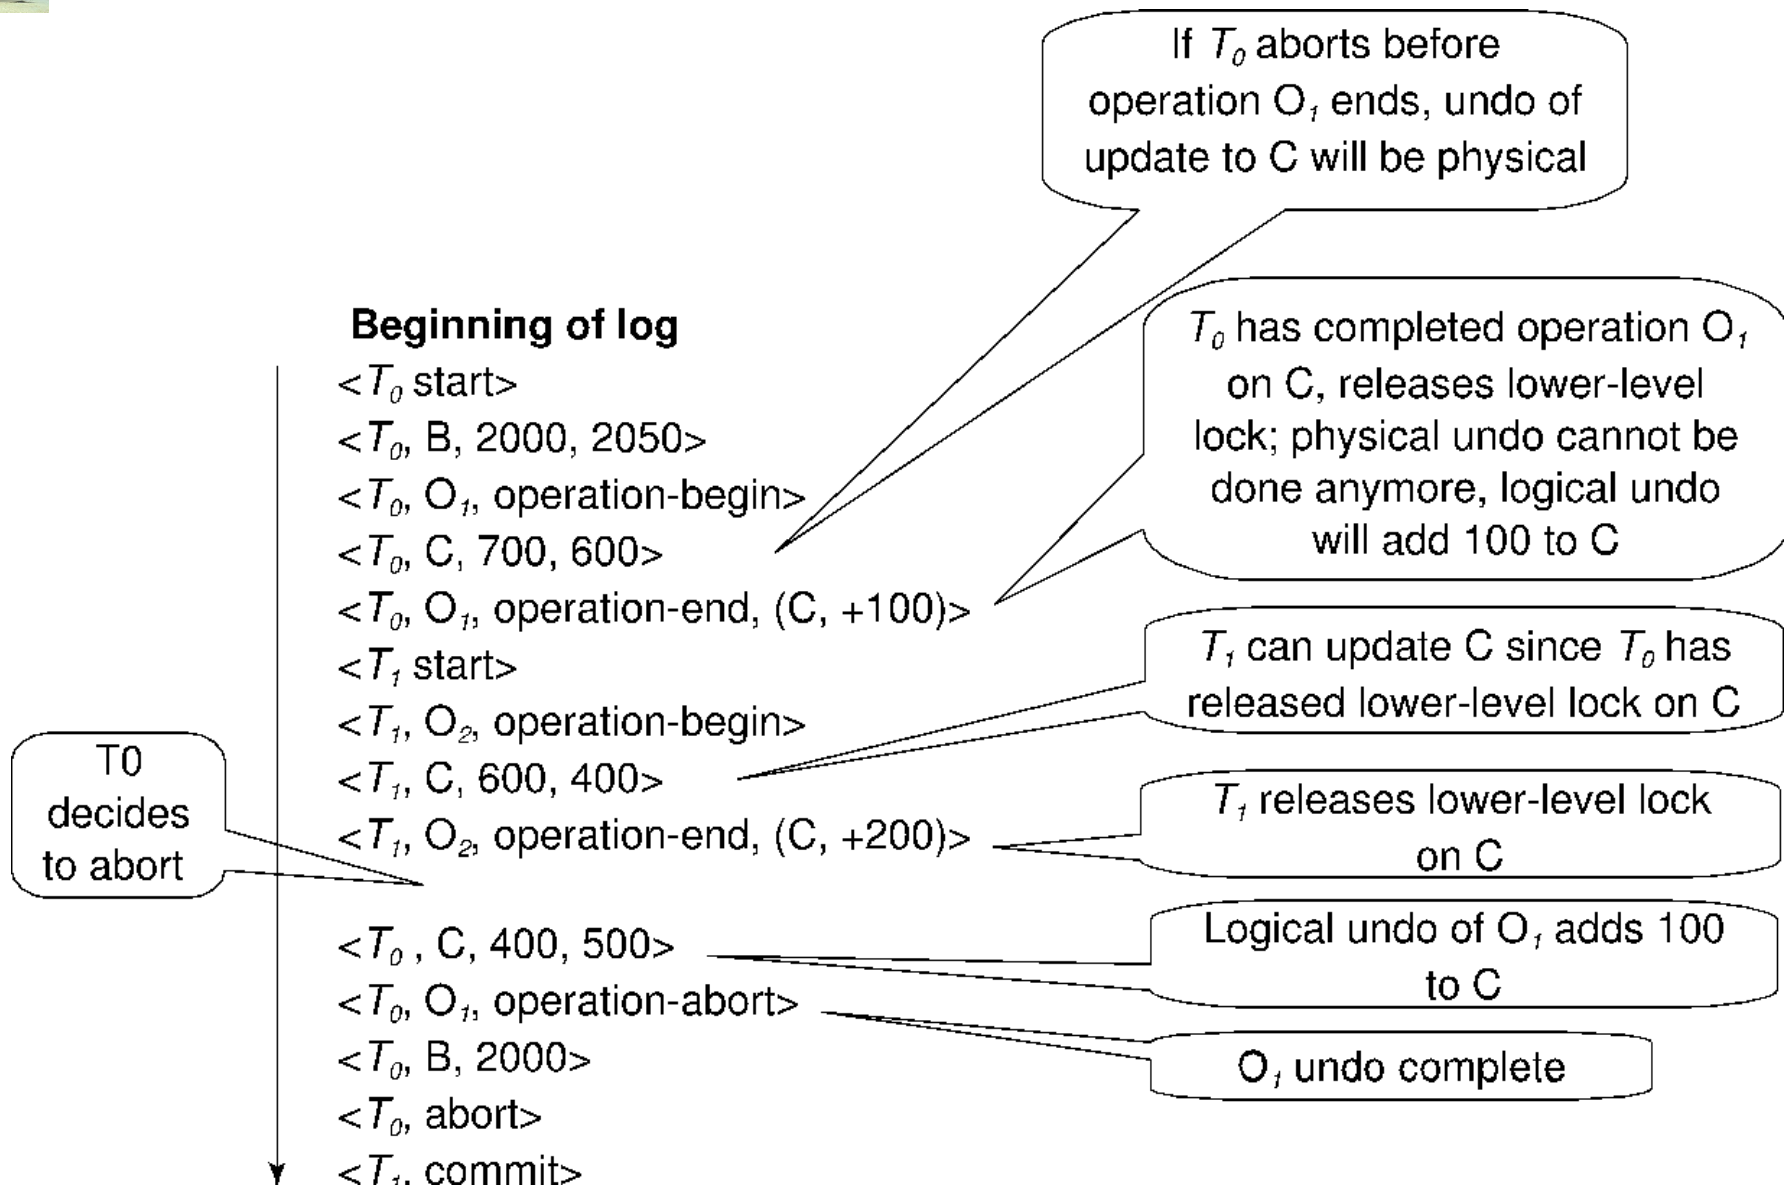 If T0 aborts before
operation O1 ends, undo of
update to C will be physical
Beginning of log
<T0 start>
<T0, B, 2000, 2050>
<T0, O1, operation-begin>
<T0, C, 700, 600>
<T0, O1, operation-end, (C, +100)>
<T1 start>
<T1, O2, operation-begin>
<T1, C, 600, 400>
<T1, O2, operation-end, (C, +200)>
<T0 , C, 400, 500>
<T0, O1, operation-abort>
<T0, B, 2000>
<T0, abort>
<T1, commit>
T0 has completed operation O1
on C, releases lower-level
lock; physical undo cannot be
done anymore, logical undo
will add 100 to C
T1 can update C since T0 has
released lower-level lock on C
T0
decides
to abort
T1 releases lower-level lock
on C
Logical undo of O1 adds 100
to C
O1 undo complete